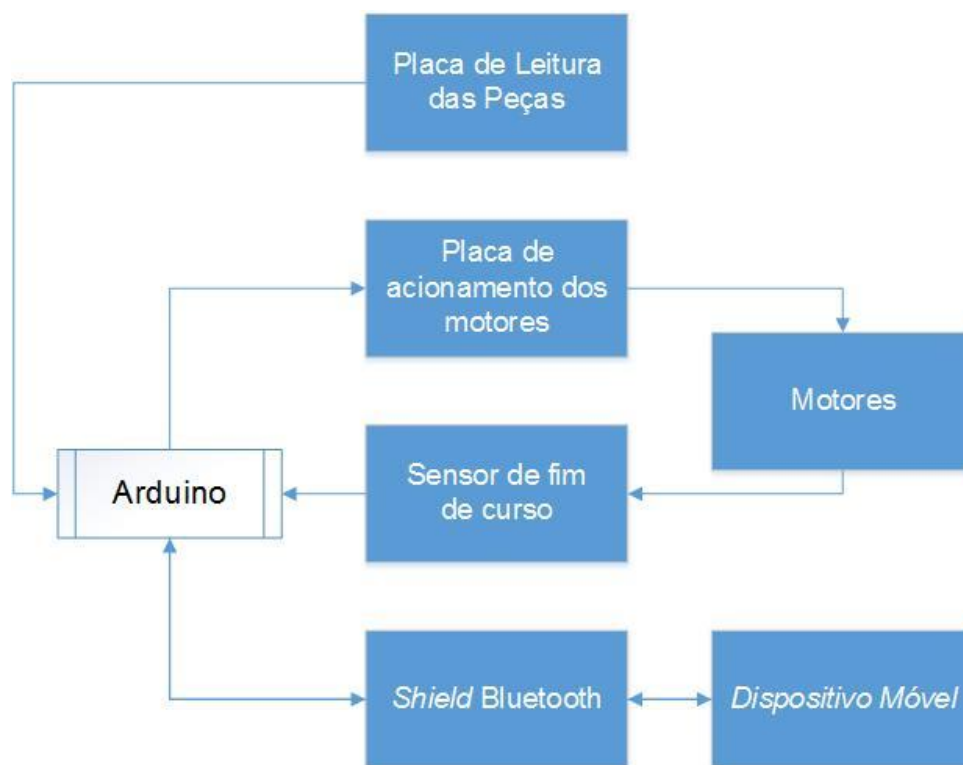 Placa de Leitura
das Peças
Placa de
acionamento dos
motores
Motores
Sensor de fim
de curso
Arduino
Shield Bluetooth
Dispositivo Móvel